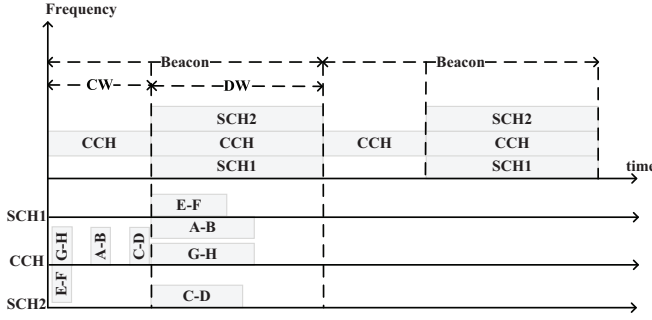 Frequency
Beacon Beacon
CW DW
SCH2 SCH2
CCH CCH CCH CCH
SCH1 SCH1
time
E-F
SCH1
A-B
G-H A-B C-D G-H
CCH
E-F
C-D
SCH2